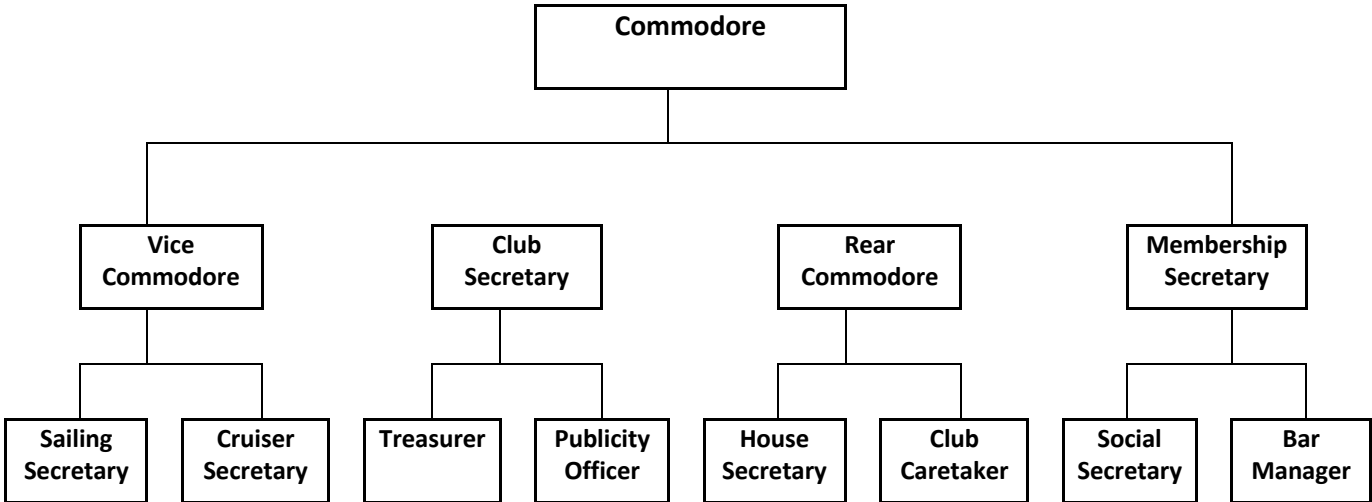 Commodore
Vice
Commodore
Club
Secretary
Rear
Commodore
Membership
Secretary
Sailing
Secretary
Cruiser
Secretary
Treasurer
Publicity
Officer
House
Secretary
Club
Caretaker
Social
Secretary
Bar
Manager